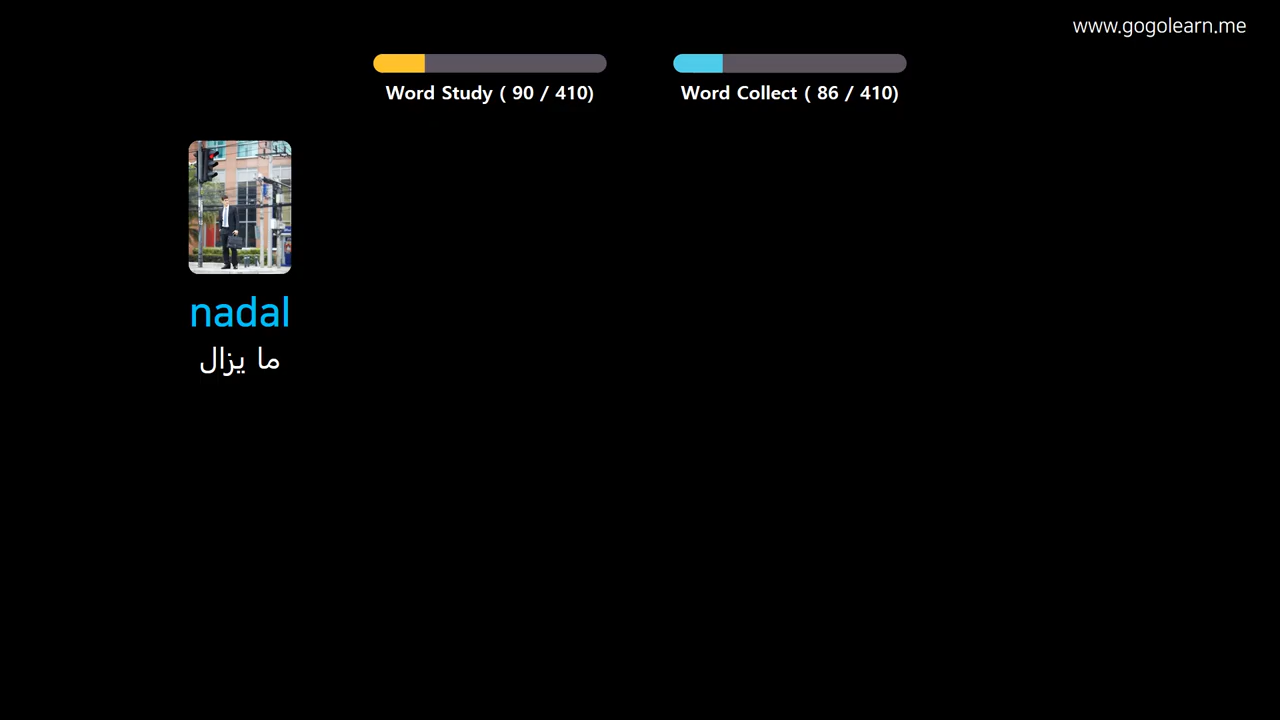 www.gogolearn.me
Word Study ( 90 / 410)
Word Collect ( 86 / 410)
nadal
ما يزال